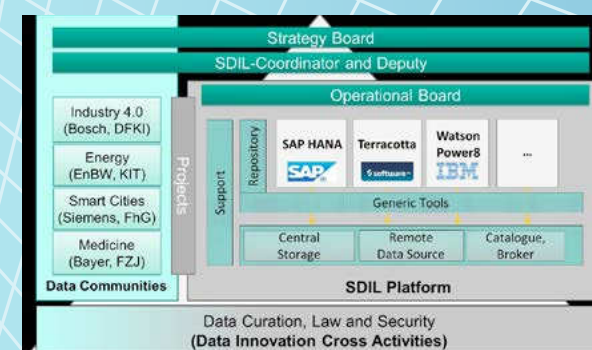 Strategy Board
SDIL-Coordinator and Deputy
Operational Board
Industry 4.0
(Bosch, DFKI)
Energy
(EnBW, KIT)
Smart Cities
(Siemens, FhG)
Medicine
(Bayer, FZJ)
Data Communities
Projects
Support
Repository
SAP HANA
SAP
Terracotta
software
Watson
Power8
IBM
...
Generic Tools
Central
Storage
Remote
Data Source
Catalogue,
Broker
SDIL Platform
Data Curation, Law and Security
(Data Innovation Cross Activities)